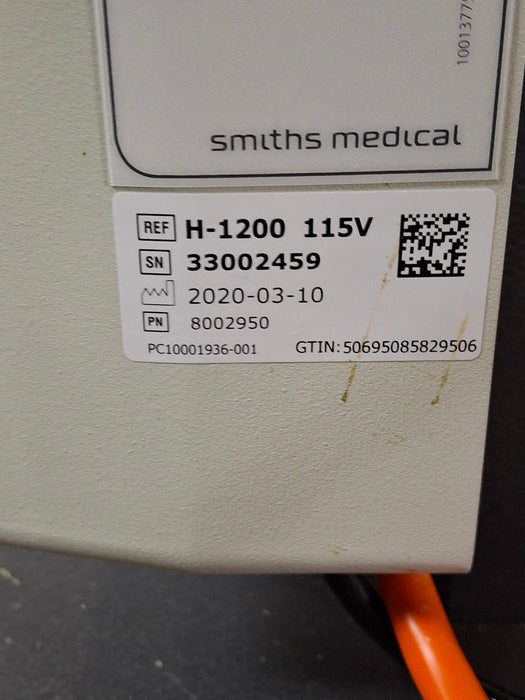 smiths medical
REF H-1200 115V
SN 33002459
2020-03-10
PN 8002950
PC10001936-001 GTIN:50695085829506